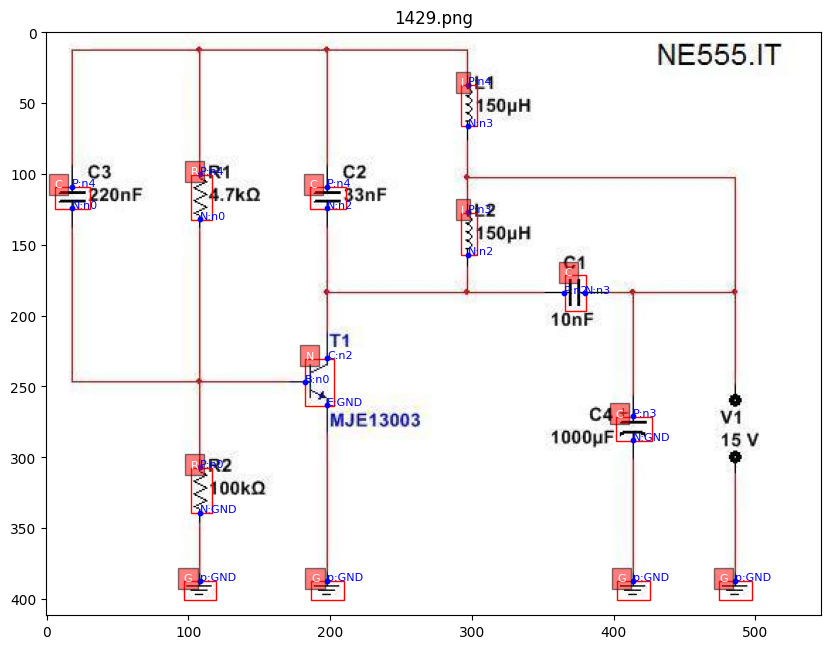 1429.png
NE555.IT
0
50
100
150
200
250
300
350
400
0
100
200
300
400
500
L
P:n4
L1
150µH
N:n3
C
P:n4
C3
220nF
N:n0
R
P:n4
R1
4.7kΩ
N:n0
C
P:n4
C2
33nF
N:n2
L
P:n3
L2
150µH
N:n2
C
C1
P:n2
N:n3
10nF
T1
N
C:n2
B:n0
E:GND
MJE13003
C
P:n3
C4
1000µF
N:GND
V1
15 V
R
P:n0
R2
100kΩ
N:GND
G
p:GND
G
p:GND
G
p:GND
G
p:GND